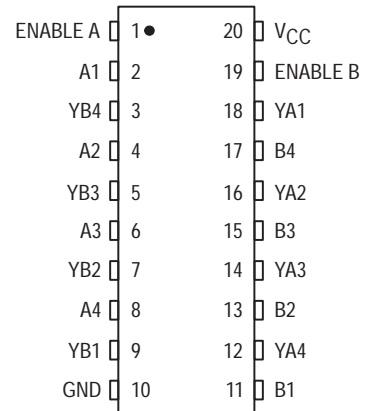 ENABLE A 1 20 VCC
A1 2 19 ENABLE B
YB4 3 18 YA1
A2 4 17 B4
YB3 5 16 YA2
A3 6 15 B3
YB2 7 14 YA3
A4 8 13 B2
YB1 9 12 YA4
GND 10 11 B1